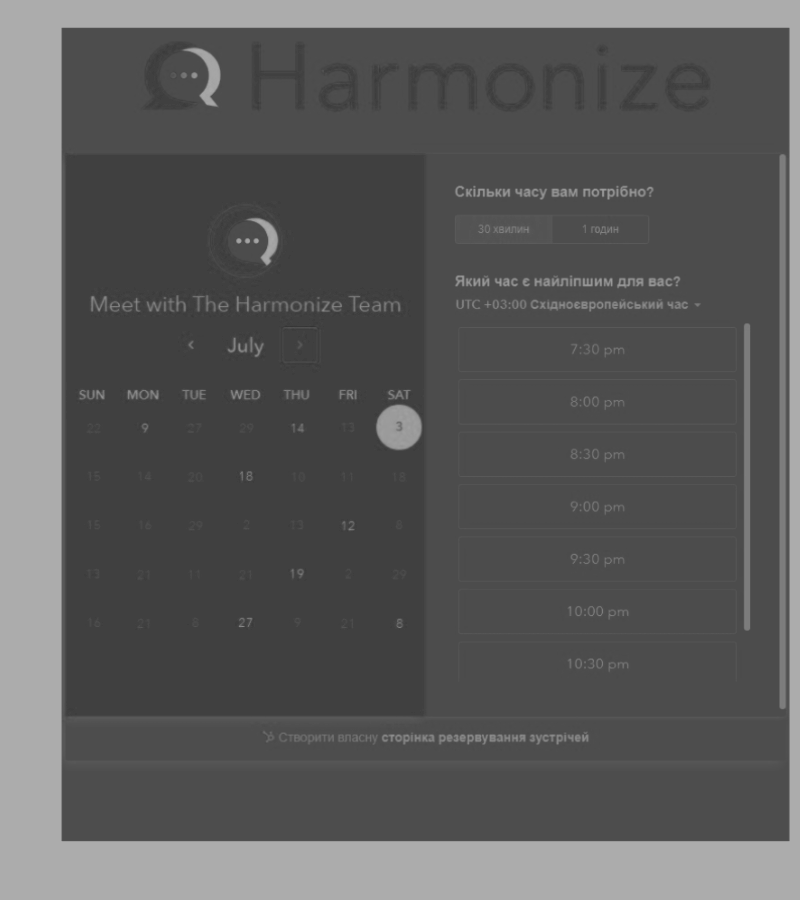 Harmonize
Meet with The Harmonize Team
July
SUN MON TUE WED THU FRI SAT
22 9 27 29 14 13 3
15 14 20 18 10 11 18
15 16 29 2 13 12 8
13 21 11 21 19 2 29
16 21 8 27 9 21 8
Скільки часу вам потрібно?
30 хвилин 1 годин
Який час є найліпшим для вас?
UTC +03:00 Східноєвропейський час
7:30 pm
8:00 pm
8:30 pm
9:00 pm
9:30 pm
10:00 pm
10:30 pm
Створити власну сторінка резервування зустрічей